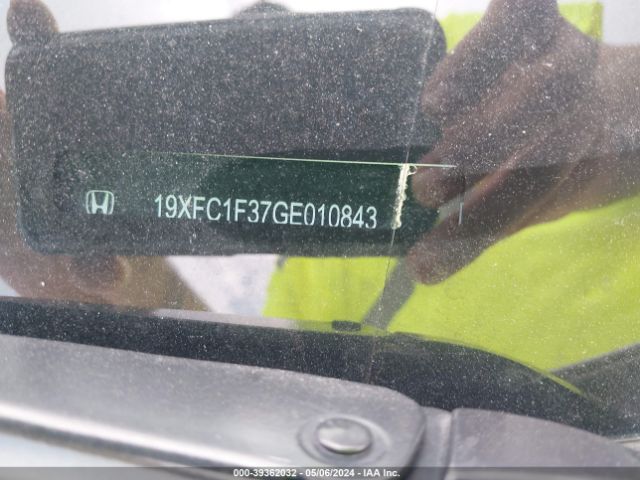 19XFC1F37GE010843
000-39362032 - 05/06/2024 - IAA Inc.